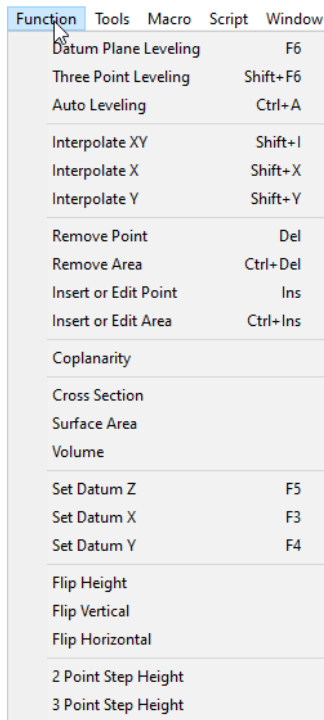 Function Tools Macro Script Window
Datum Plane Leveling F6
Three Point Leveling Shift+F6
Auto Leveling Ctrl+A
Interpolate XY Shift+I
Interpolate X Shift+X
Interpolate Y Shift+Y
Remove Point Del
Remove Area Ctrl+Del
Insert or Edit Point Ins
Insert or Edit Area Ctrl+Ins
Coplanarity
Cross Section
Surface Area
Volume
Set Datum Z F5
Set Datum X F3
Set Datum Y F4
Flip Height
Flip Vertical
Flip Horizontal
2 Point Step Height
3 Point Step Height